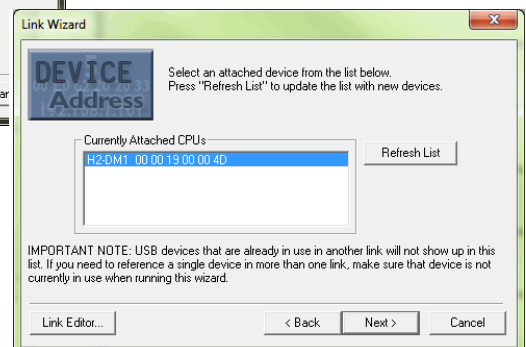 Link Wizard
DEVICE
Address
Select an attached device from the list below.
Press "Refresh List" to update the list with new devices.
Currently Attached CPUs
H2-DM1 00 00 19 00 00 4D
Refresh List
IMPORTANT NOTE: USB devices that are already in use in another link will not show up in this
list. If you need to reference a single device in more than one link, make sure that device is not
currently in use when running this wizard.
Link Editor...
< Back
Next >
Cancel